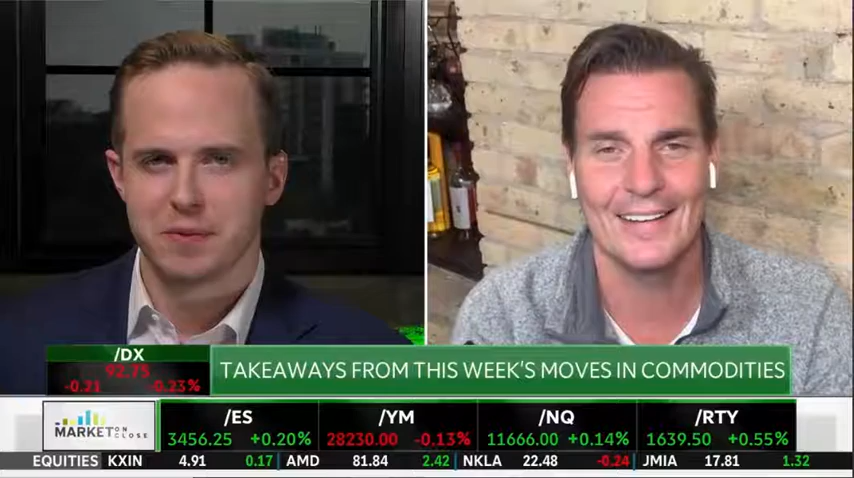 /DX
92.75
-0.21 -0.23%
TAKEAWAYS FROM THIS WEEK'S MOVES IN COMMODITIES
MARKET ON CLOSE
/ES
3456.25 +0.20%
/YM
28230.00 -0.13%
/NQ
11666.00 +0.14%
/RTY
1639.50 +0.55%
EQUITIES KXIN 4.91 0.17 AMD 81.84 2.42 NKLA 22.48 -0.24 JMIA 17.81 1.32